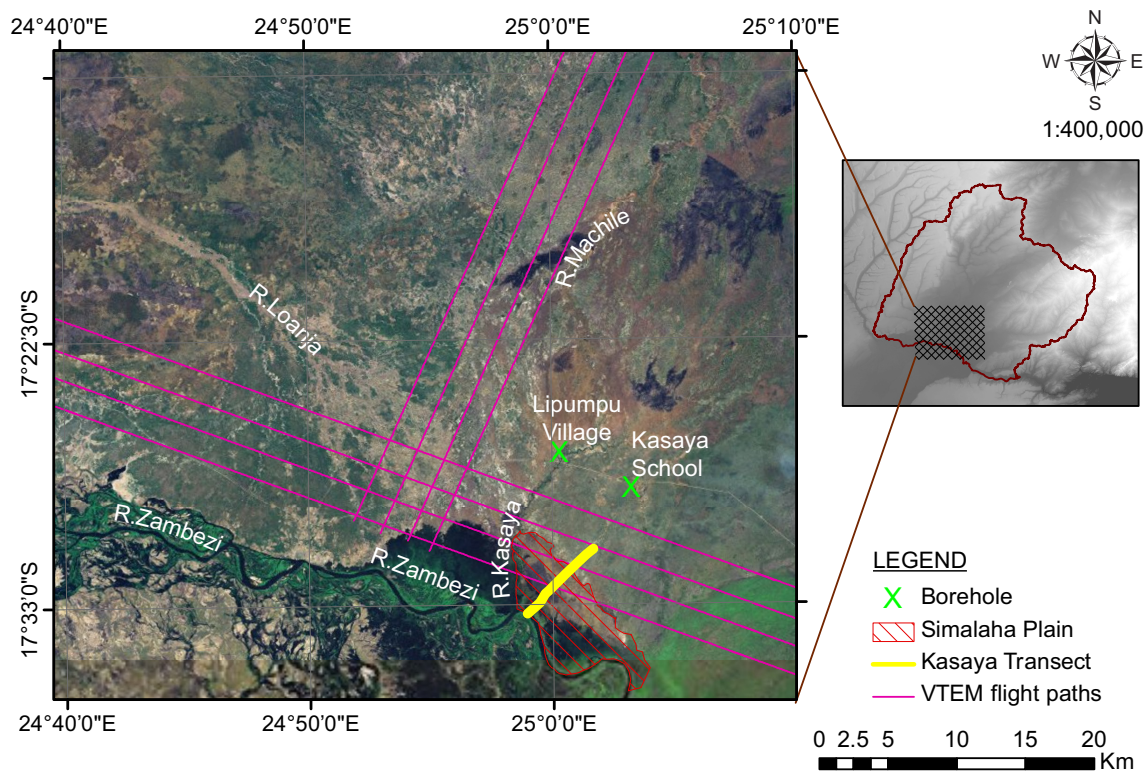 24°40'0"E
24°50'0"E
25°0'0"E
25°10'0"E
N
W
E
S
1:400,000
R.Machile
R.Loanja
17°22'30"S
Lipumpu
Village
Kasaya
School
R.Kasaya
R.Zambezi
R.Zambezi
17°33'0"S
LEGEND
X Borehole
Simalaha Plain
Kasaya Transect
VTEM flight paths
24°40'0"E
24°50'0"E
25°0'0"E
25°10'0"E
0 2.5 5 10 15 20
Km